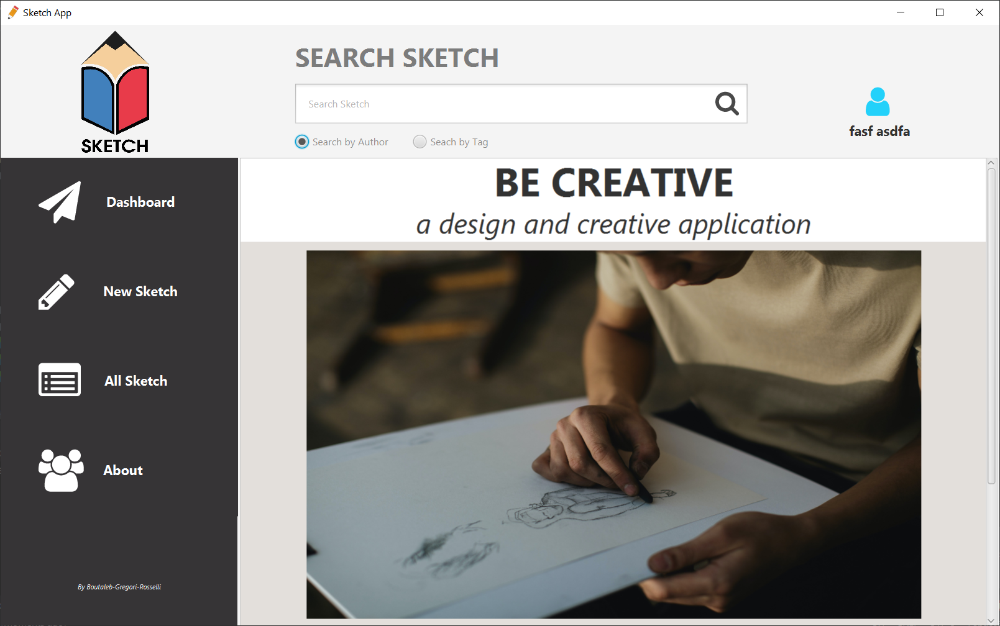 Sketch App
SKETCH
SEARCH SKETCH
Search Sketch
Search by Author
Seach by Tag
fasf asdfa
Dashboard
New Sketch
All Sketch
About
By Boutaleb-Gregori-Rosselli
BE CREATIVE
a design and creative application